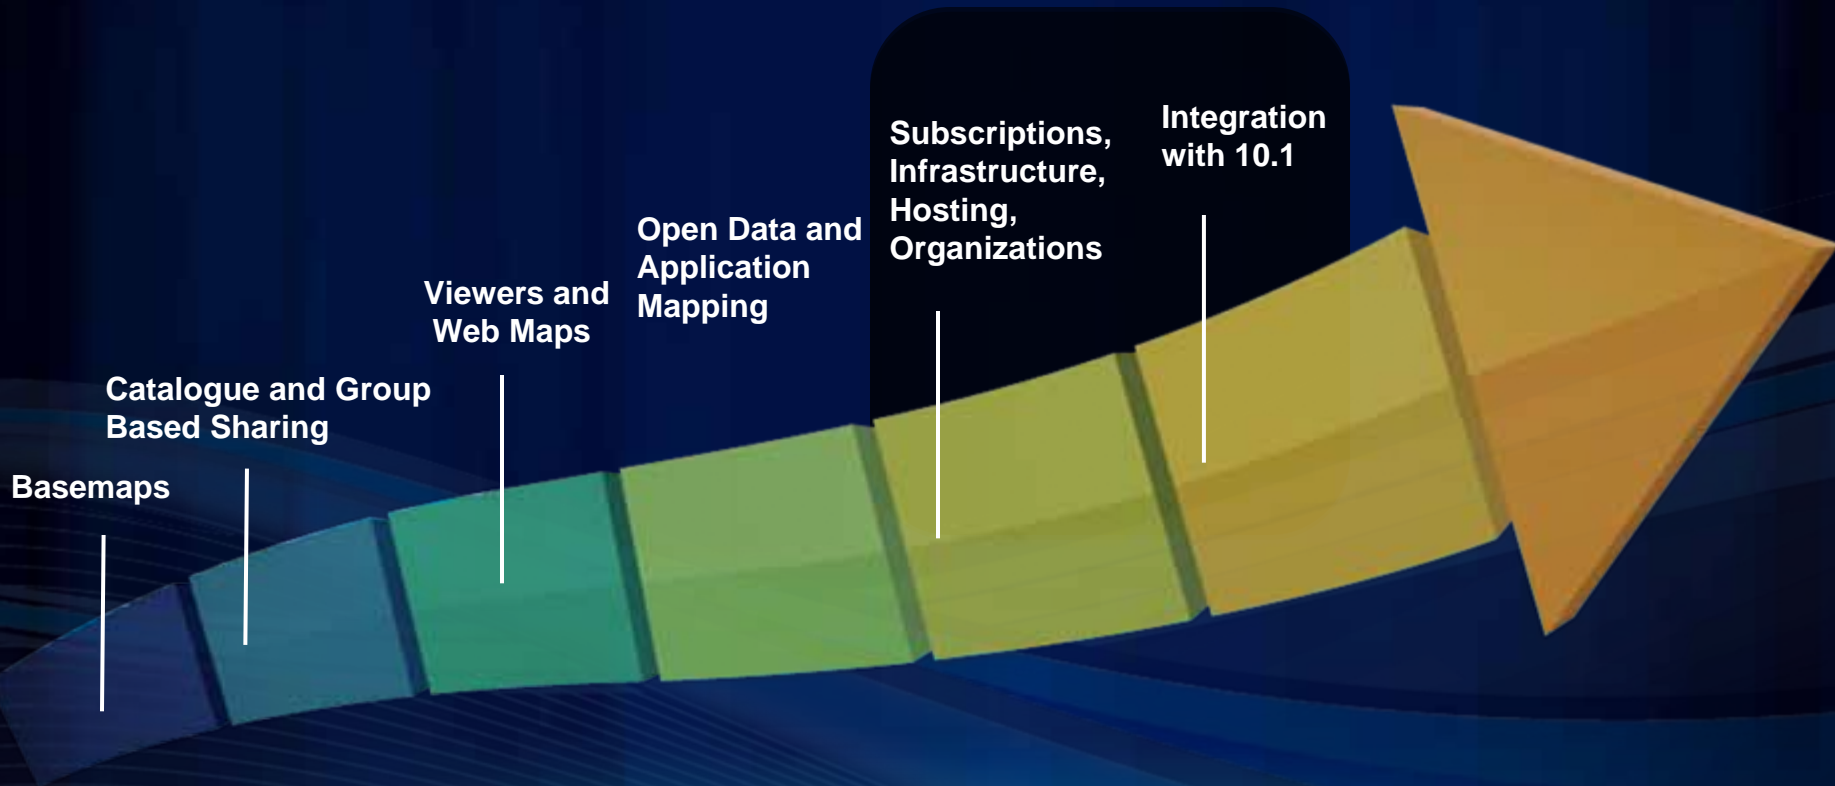 Basemaps
Catalogue and Group
Based Sharing
Viewers and
Web Maps
Open Data and
Application
Mapping
Subscriptions,
Infrastructure,
Hosting,
Organizations
Integration
with 10.1